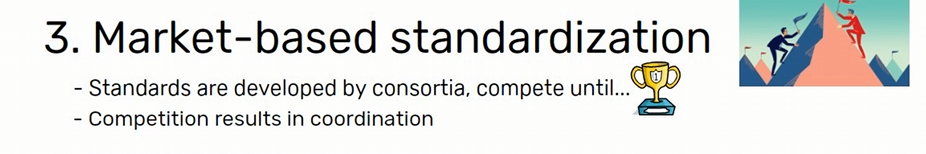 3. Market-based standardization
- Standards are developed by consortia, compete until...
- Competition results in coordination